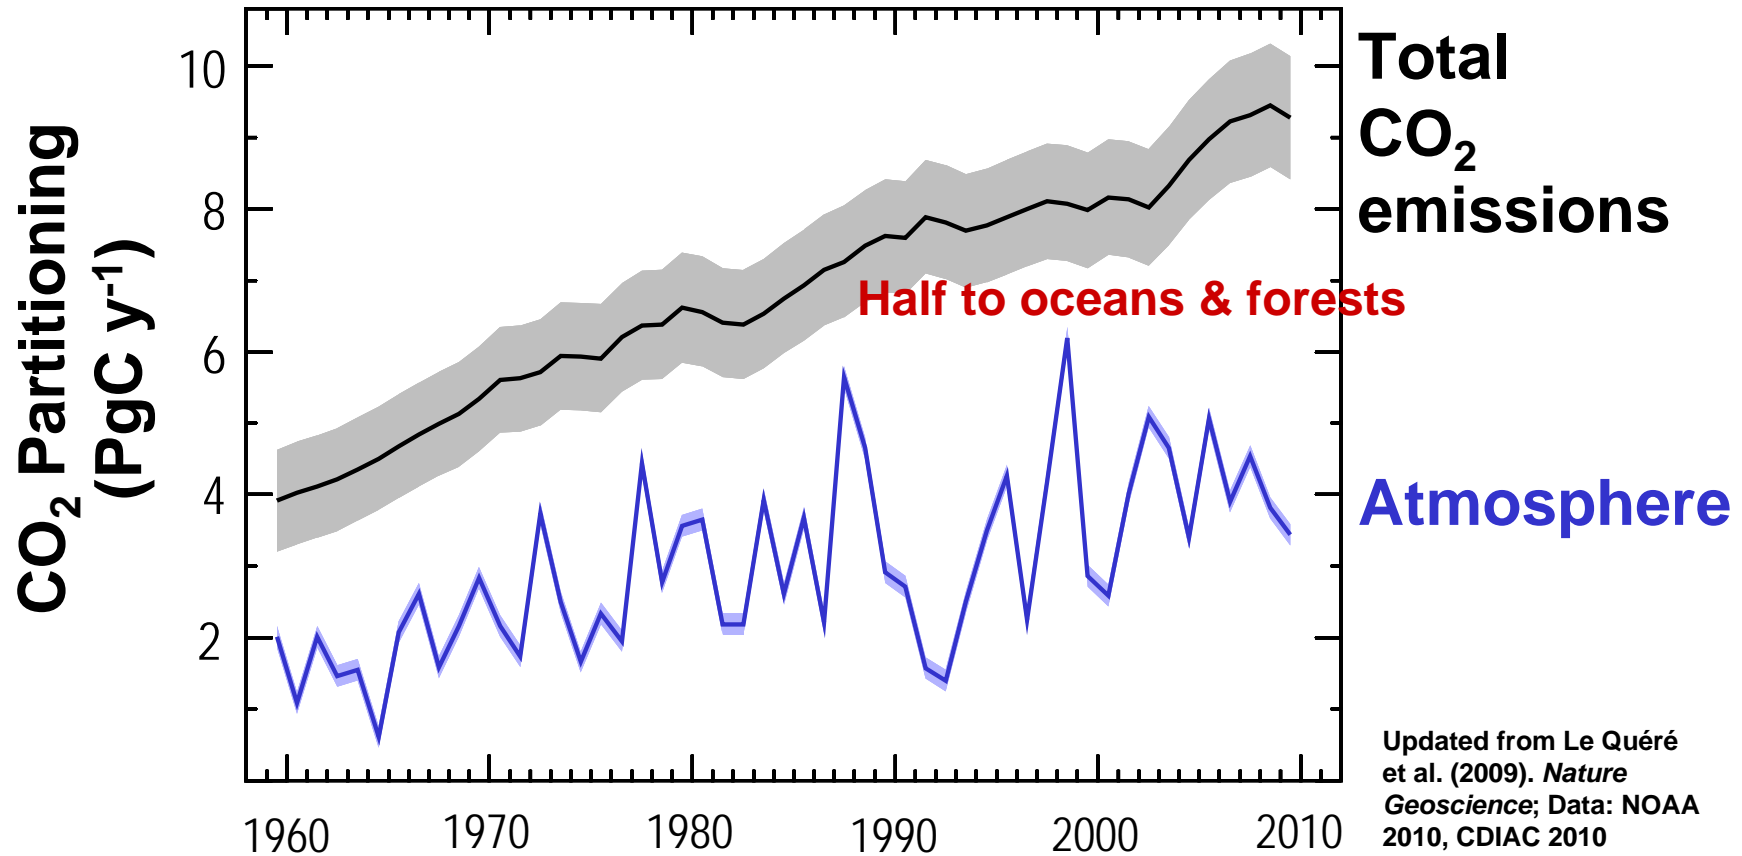 CO₂ Partitioning
(PgC y⁻¹)
10
8
6
4
2
1960 1970 1980 1990 2000 2010
Total
CO₂
emissions
Half to oceans & forests
Atmosphere
Updated from Le Quéré
et al. (2009). Nature
Geoscience; Data: NOAA
2010, CDIAC 2010